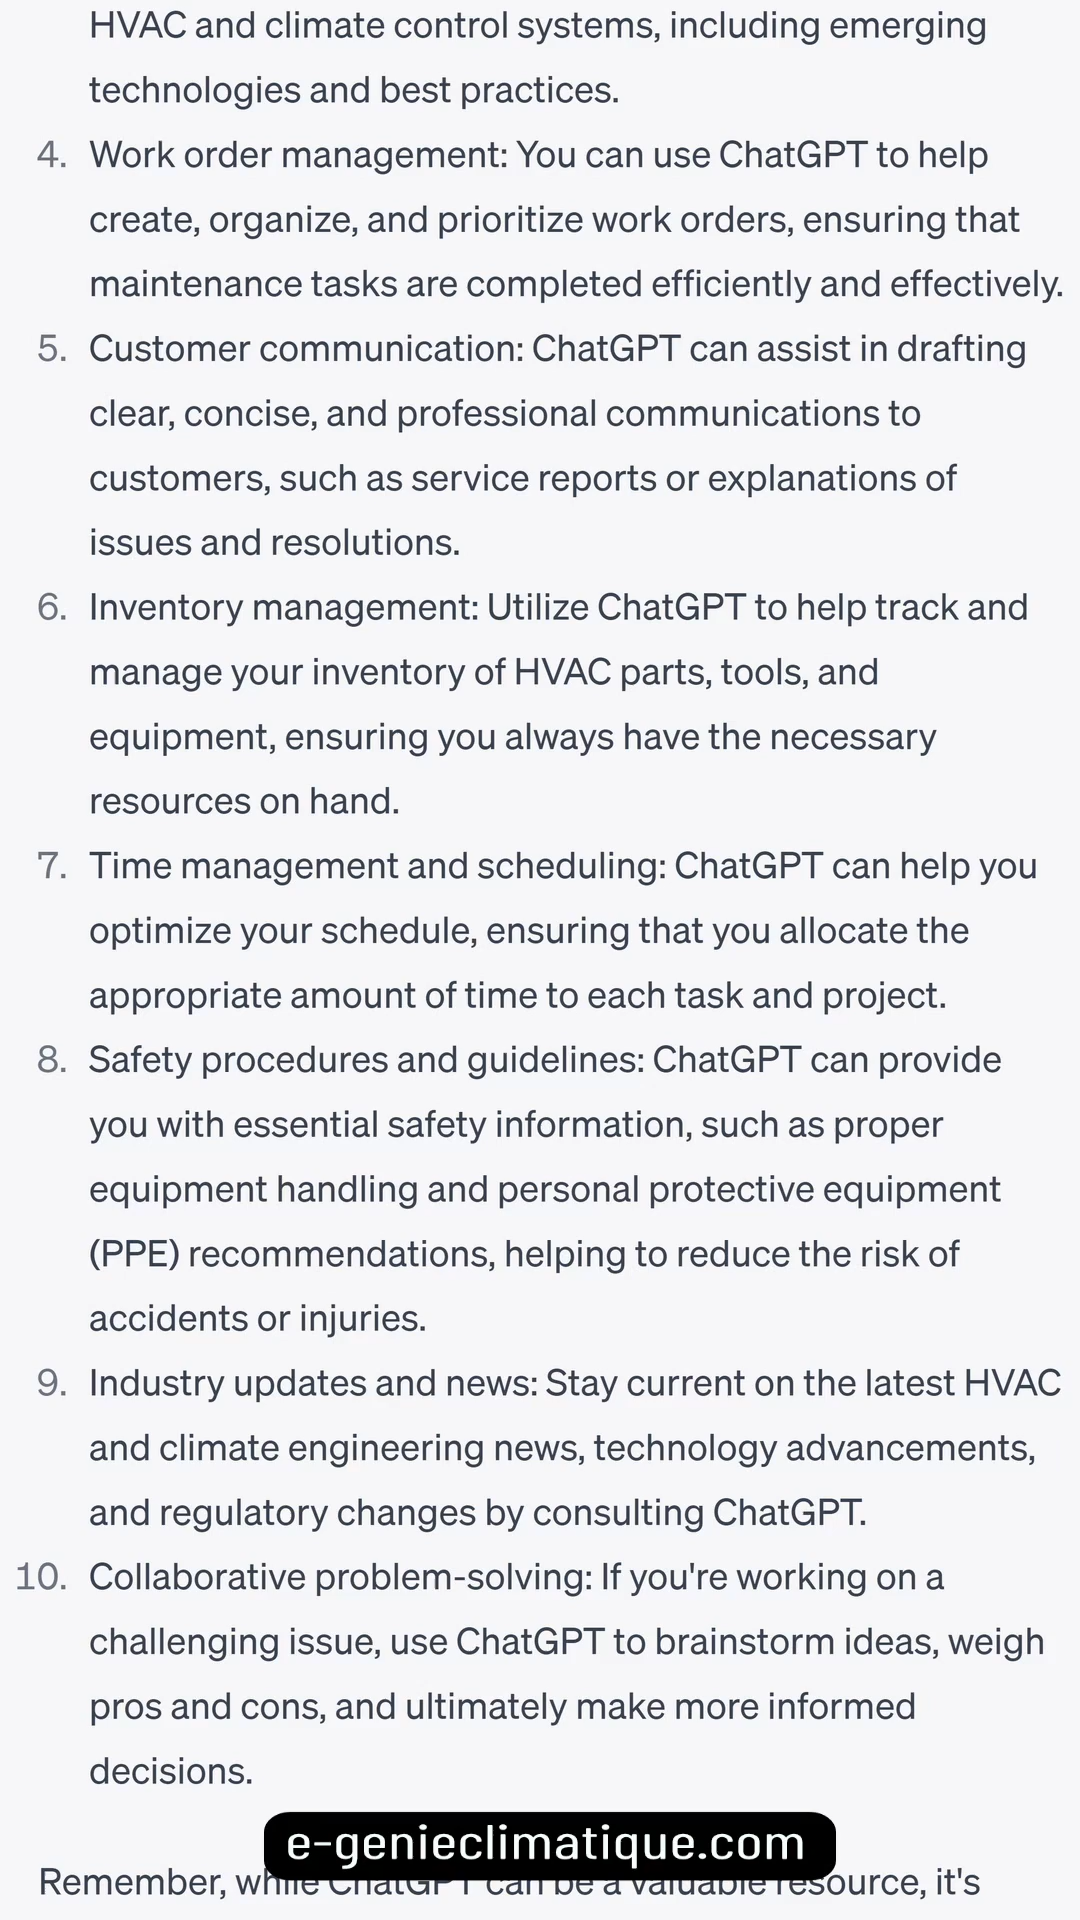 HVAC and climate control systems, including emerging
technologies and best practices.
4. Work order management: You can use ChatGPT to help
create, organize, and prioritize work orders, ensuring that
maintenance tasks are completed efficiently and effectively.
5. Customer communication: ChatGPT can assist in drafting
clear, concise, and professional communications to
customers, such as service reports or explanations of
issues and resolutions.
6. Inventory management: Utilize ChatGPT to help track and
manage your inventory of HVAC parts, tools, and
equipment, ensuring you always have the necessary
resources on hand.
7. Time management and scheduling: ChatGPT can help you
optimize your schedule, ensuring that you allocate the
appropriate amount of time to each task and project.
8. Safety procedures and guidelines: ChatGPT can provide
you with essential safety information, such as proper
equipment handling and personal protective equipment
(PPE) recommendations, helping to reduce the risk of
accidents or injuries.
9. Industry updates and news: Stay current on the latest HVAC
and climate engineering news, technology advancements,
and regulatory changes by consulting ChatGPT.
10. Collaborative problem-solving: If you're working on a
challenging issue, use ChatGPT to brainstorm ideas, weigh
pros and cons, and ultimately make more informed
decisions.
e-genieclimatique.com
Remember, while ChatGPT can be a valuable resource, it's